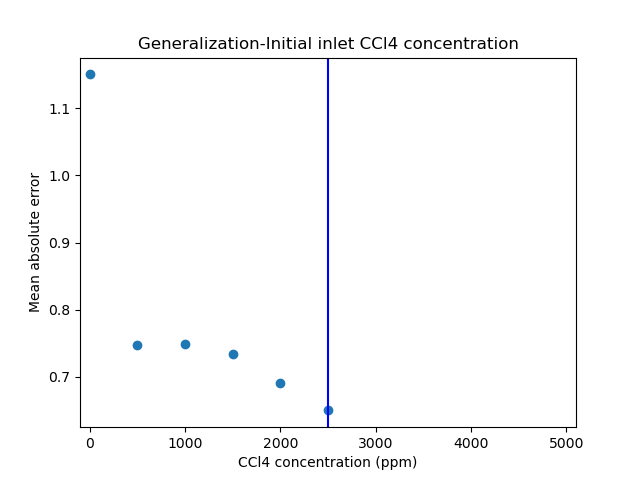 Generalization-Initial inlet CCl4 concentration
Mean absolute error
1.1
1.0
0.9
0.8
0.7
0 1000 2000 3000 4000 5000
CCl4 concentration (ppm)